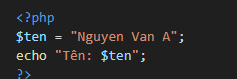 <?php
$ten = "Nguyen Van A";
echo "Tên: $ten";
?>